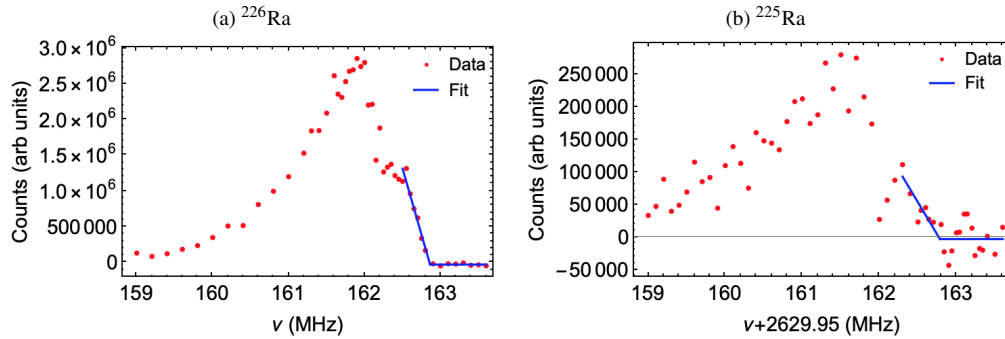 (a) ²²⁶Ra
3.0×10⁶
2.5×10⁶
2.0×10⁶
1.5×10⁶
1.0×10⁶
500 000
0
Counts (arb units)
Data
Fit
159 160 161 162 163
ν (MHz)
(b) ²²⁵Ra
250 000
200 000
150 000
100 000
50 000
0
−50 000
Counts (arb units)
Data
Fit
159 160 161 162 163
ν+2629.95 (MHz)